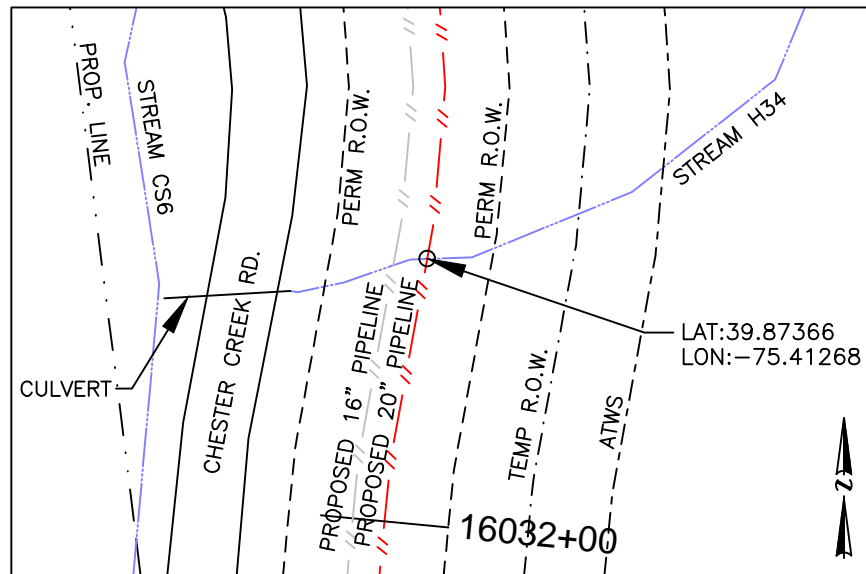 PROP. LINE
STREAM CS6
PERM R.O.W.
PERM R.O.W.
STREAM H34
CHESTER CREEK RD.
PROPOSED 16" PIPELINE
PROPOSED 20" PIPELINE
LAT:39.87366
LON:-75.41268
CULVERT
TEMP R.O.W.
ATWS
16032+00
N